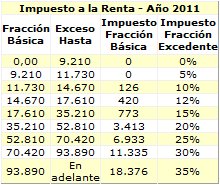 Impuesto a la Renta - Año 2011
Fracción Básica Exceso Hasta Impuesto Fracción Básica Impuesto Fracción Excedente
0,00 9.210 0 0%
9.210 11.730 0 5%
11.730 14.670 126 10%
14.670 17.610 420 12%
17.610 35.210 773 15%
35.210 52.810 3.413 20%
52.810 70.420 6.933 25%
70.420 93.890 11.335 30%
93.890 En adelante 18.376 35%